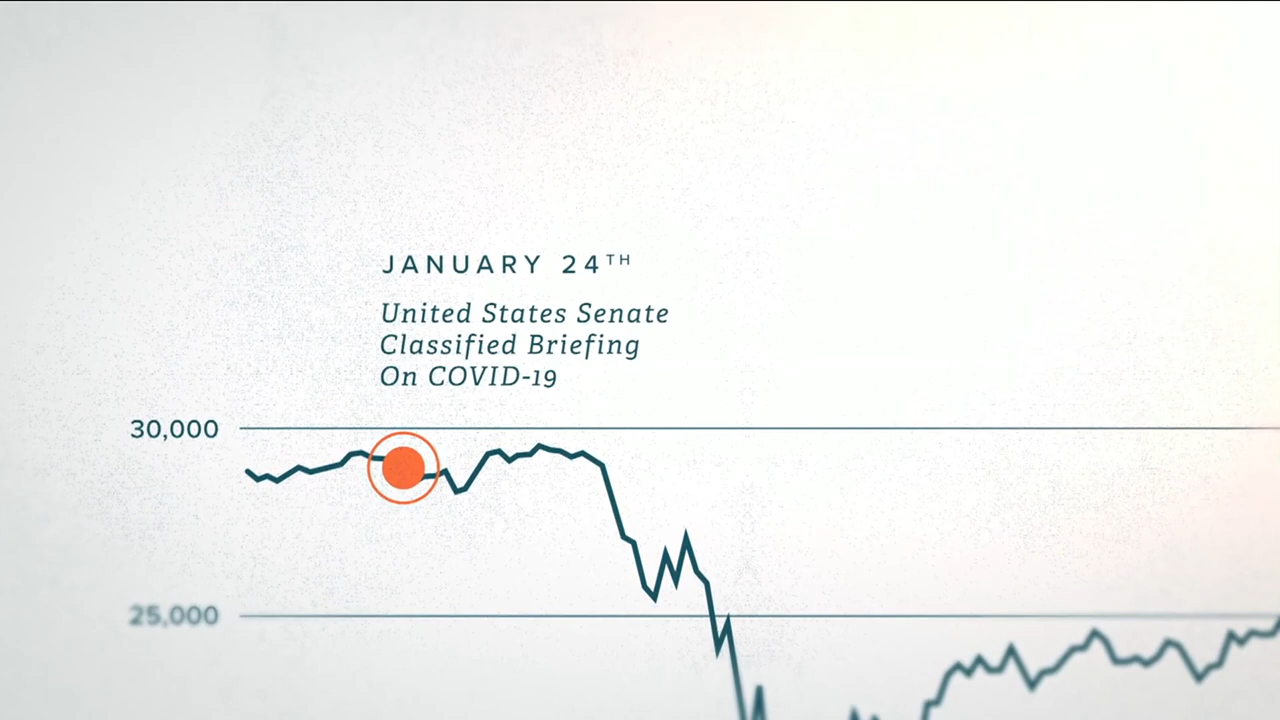 JANUARY 24TH
United States Senate
Classified Briefing
On COVID-19
30,000
25,000